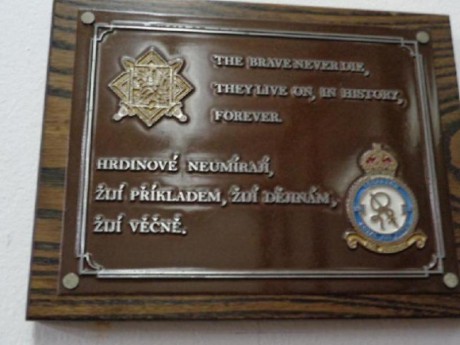 THE BRAVE NEVER DIE,
THEY LIVE ON, IN HISTORY,
FOREVER.
HRDINOVÉ NEUMÍRAJÍ,
ŽIJÍ PŘÍKLADEM, ŽIJÍ DĚJINÁM,
ŽIJÍ VĚČNĚ.